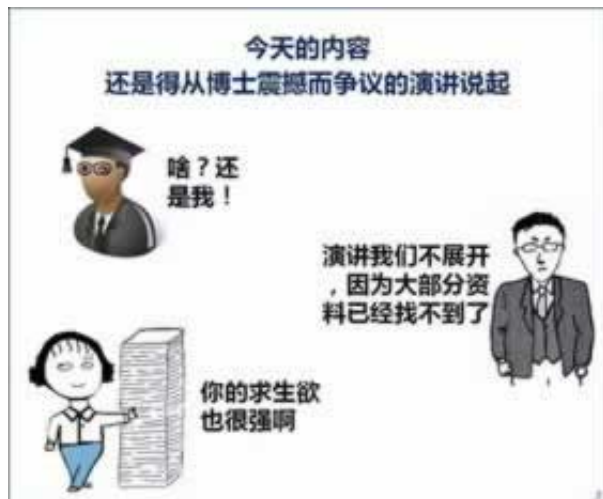 今天的内容
还是得从博士震撼而争议的演讲说起
啥？还
是我！
演讲我们不展开
，因为大部分资
料已经找不到了
你的求生欲
也很强啊